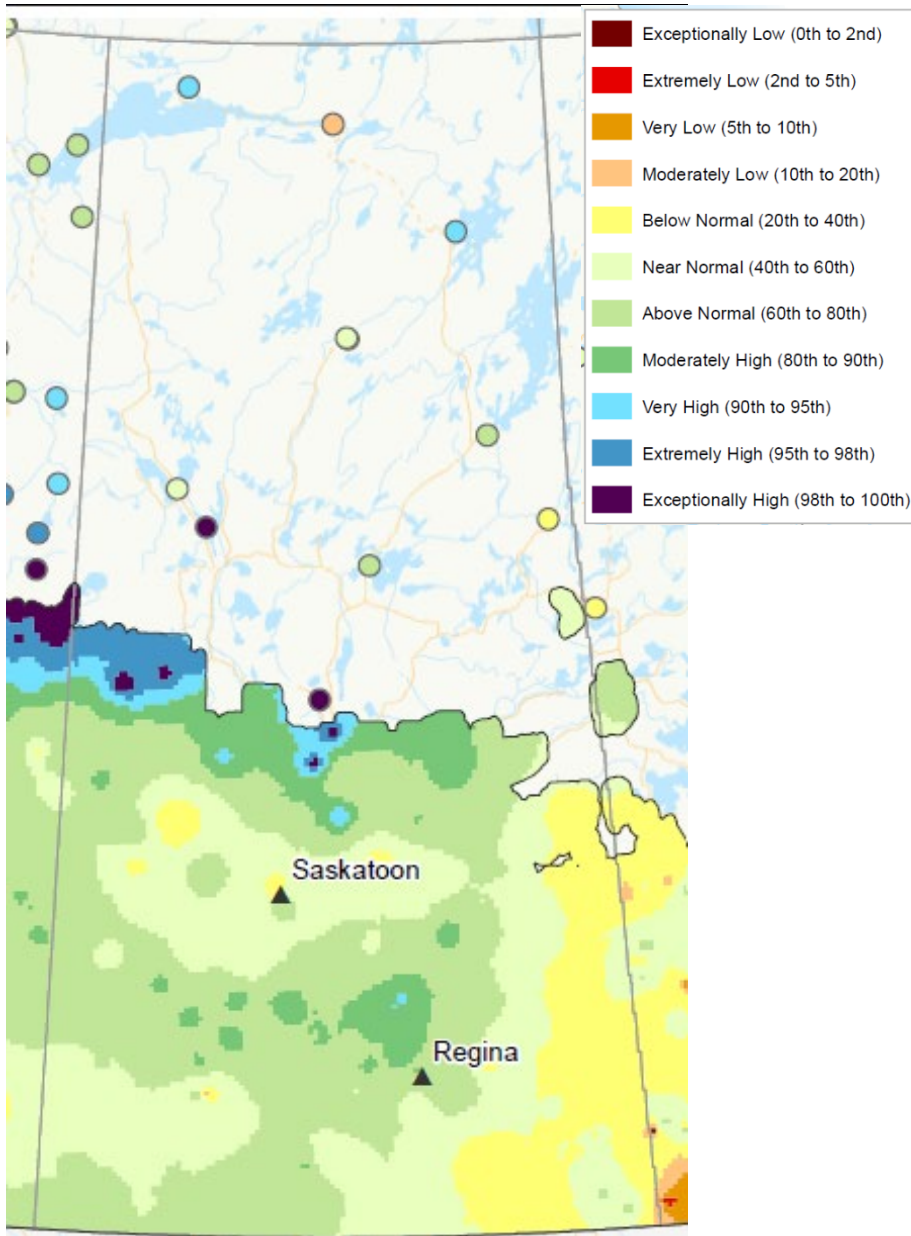 Exceptionally Low (0th to 2nd)
Extremely Low (2nd to 5th)
Very Low (5th to 10th)
Moderately Low (10th to 20th)
Below Normal (20th to 40th)
Near Normal (40th to 60th)
Above Normal (60th to 80th)
Moderately High (80th to 90th)
Very High (90th to 95th)
Extremely High (95th to 98th)
Exceptionally High (98th to 100th)
Saskatoon
Regina